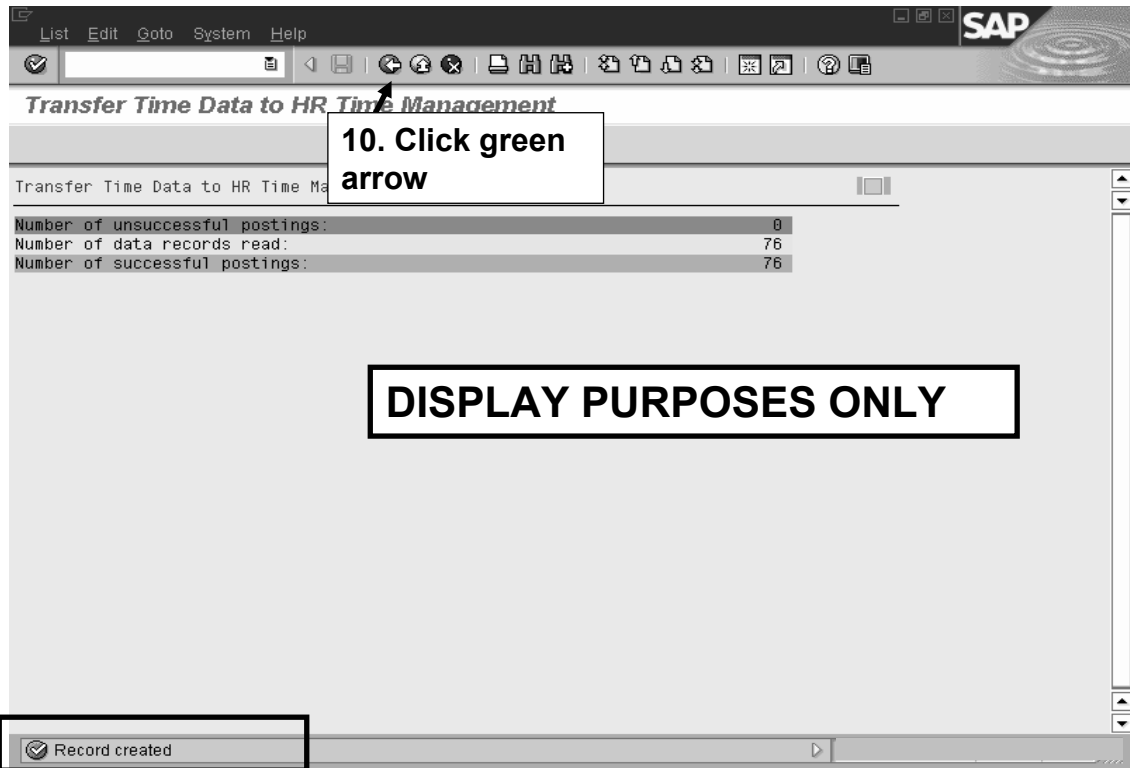 List Edit Goto System Help
SAP
Transfer Time Data to HR Time Management
10. Click green
arrow
Transfer Time Data to HR Time Ma
Number of unsuccessful postings: 0
Number of data records read: 76
Number of successful postings: 76
DISPLAY PURPOSES ONLY
Record created